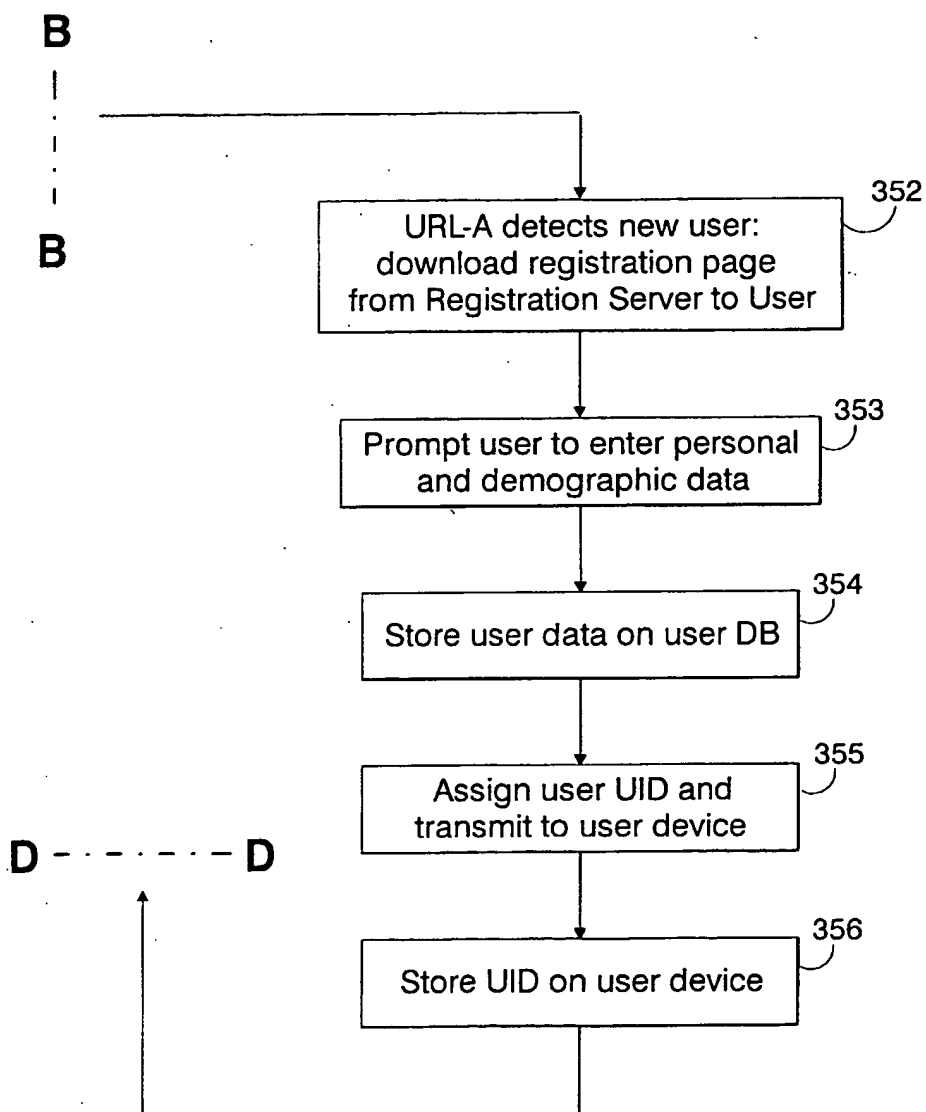 B
B
352
URL-A detects new user:
download registration page
from Registration Server to User
353
Prompt user to enter personal
and demographic data
354
Store user data on user DB
355
Assign user UID and
transmit to user device
D D
356
Store UID on user device